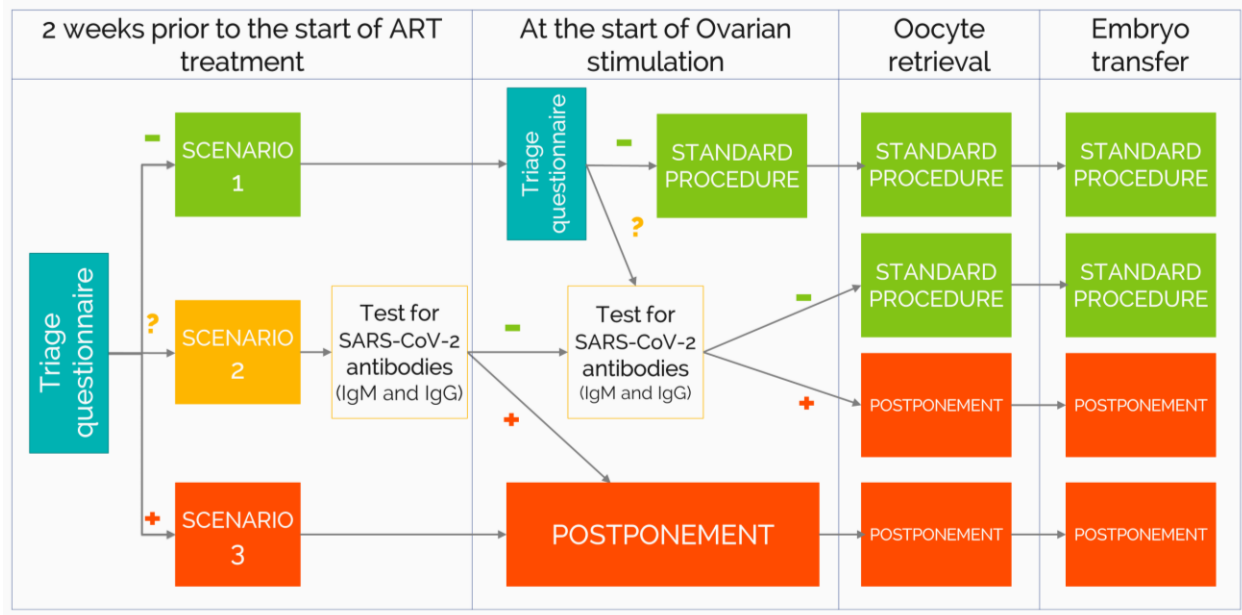 2 weeks prior to the start of ART
treatment
At the start of Ovarian
stimulation
Oocyte
retrieval
Embryo
transfer
-
SCENARIO
1
Triage
questionnaire
-
STANDARD
PROCEDURE
STANDARD
PROCEDURE
STANDARD
PROCEDURE
?
Triage
questionnaire
?
SCENARIO
2
Test for
SARS-CoV-2
antibodies
(IgM and IgG)
-
+
Test for
SARS-CoV-2
antibodies
(IgM and IgG)
-
+
STANDARD
PROCEDURE
STANDARD
PROCEDURE
POSTPONEMENT
POSTPONEMENT
+
SCENARIO
3
POSTPONEMENT
POSTPONEMENT
POSTPONEMENT